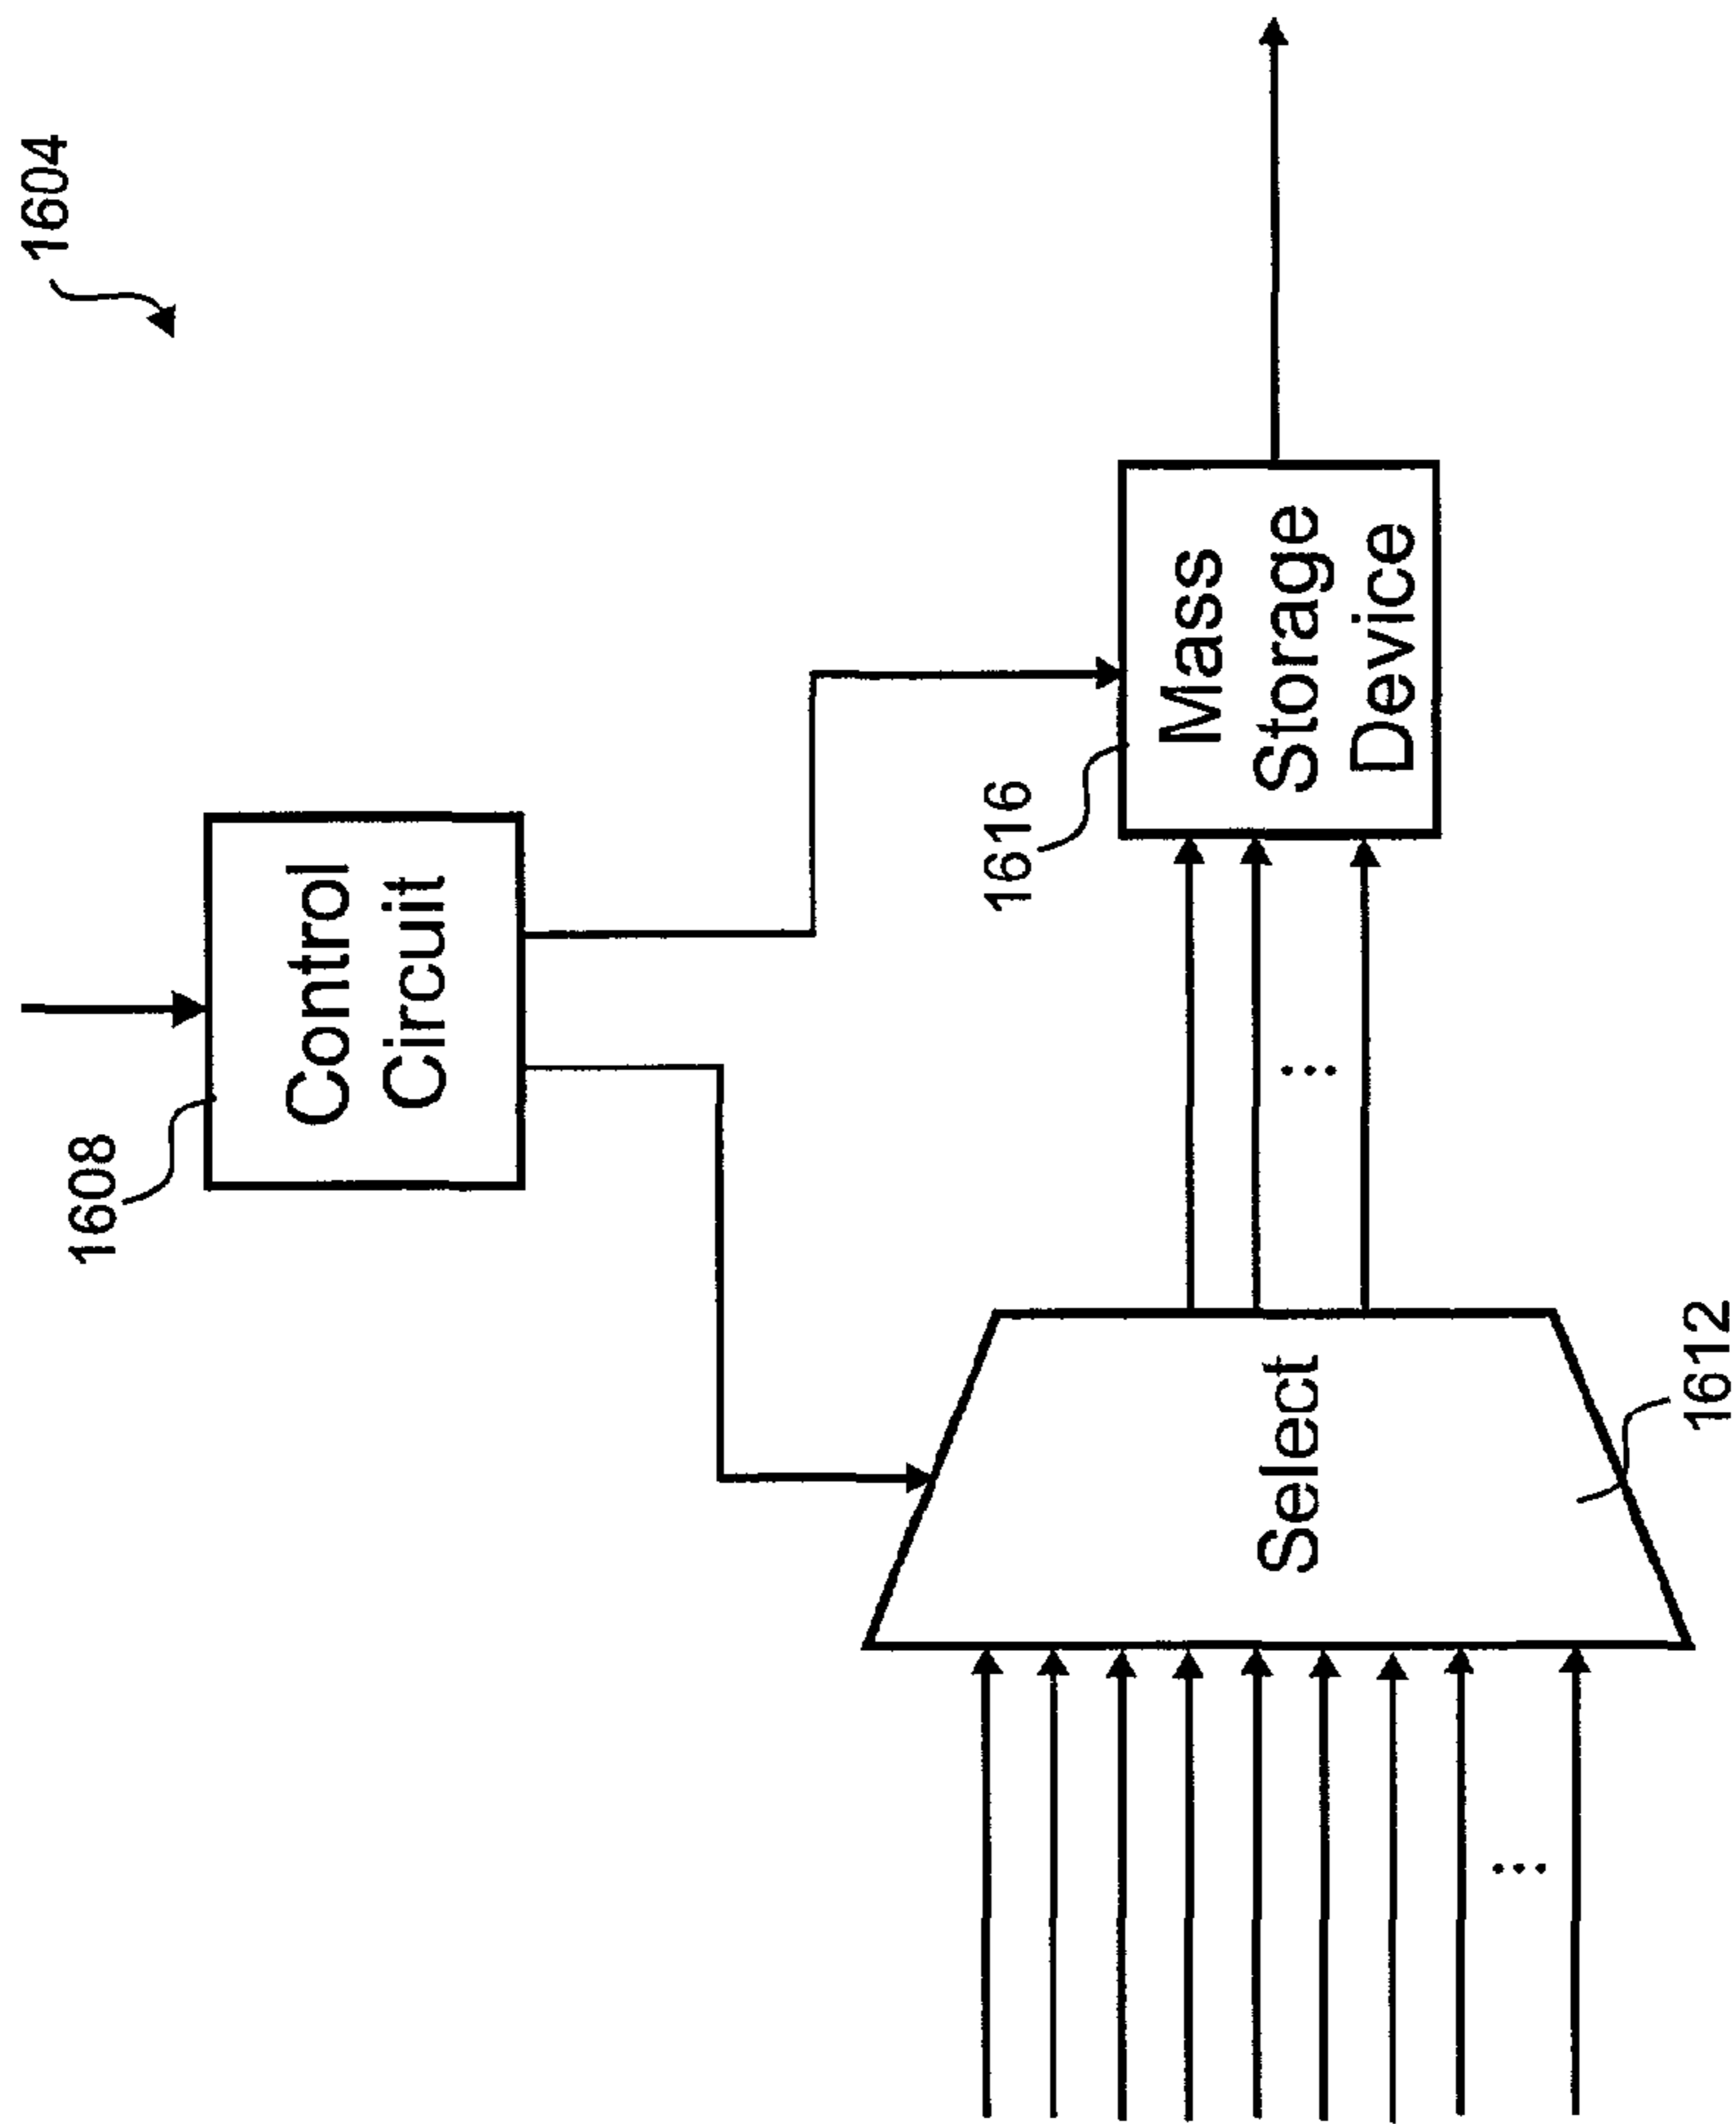 1604
1608
Control
Circuit
1616
Mass
Storage
Device
Select
1612